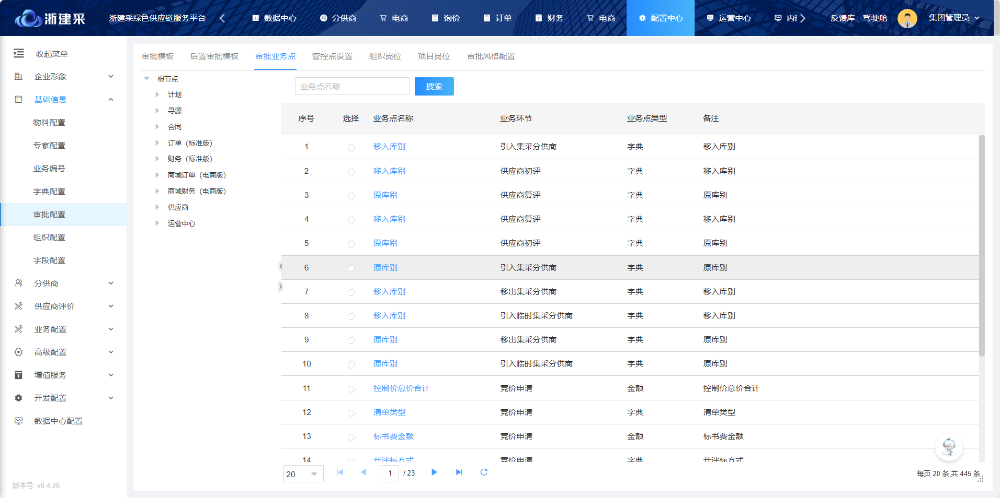 浙建采 浙建采绿色供应链服务平台 数据中心 分供商 电商 询价 订单 财务 电商 配置中心 运营中心 反馈库 驾驶舱 集团管理员
收起菜单
企业形象
基础信息
物料配置
专家配置
业务编号
字典配置
审批配置
组织配置
字段配置
分供商
供应商评价
业务配置
高级配置
增值服务
开发配置
数据中心配置
版本号: v8.4.26
审批模板 后置审批模板 审批业务点 管控点设置 组织岗位 项目岗位 审批风格配置
根节点
计划
寻源
合同
订单（标准版）
财务（标准版）
商城订单（电商版）
商城财务（电商版）
供应商
运营中心
业务点名称 搜索
序号 选择 业务点名称 业务环节 业务点类型 备注
1 移入库别 引入集采分供商 字典 移入库别
2 移入库别 供应商初评 字典 移入库别
3 原库别 供应商复评 字典 原库别
4 移入库别 供应商复评 字典 移入库别
5 原库别 供应商初评 字典 原库别
6 原库别 引入集采分供商 字典 原库别
7 移入库别 移出集采分供商 字典 移入库别
8 移入库别 引入临时集采分供商 字典 移入库别
9 原库别 移出集采分供商 字典 原库别
10 原库别 引入临时集采分供商 字典 原库别
11 控制价总价合计 竞价申请 金额 控制价总价合计
12 清单类型 竞价申请 字典 清单类型
13 标书费金额 竞价申请 金额 标书费金额
14 开评标方式 竞价申请 字典 开评标方式
20 1 / 23 每页 20 条,共 445 条